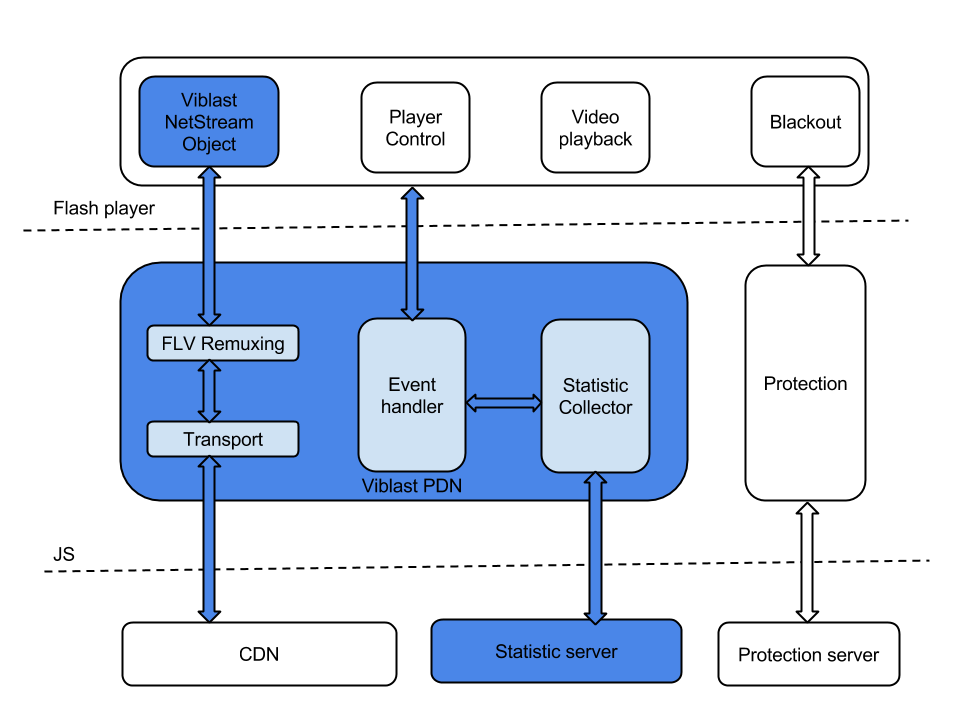 Viblast
NetStream
Object
Player
Control
Video
playback
Blackout
Flash player
FLV Remuxing
Transport
Event
handler
Statistic
Collector
Viblast PDN
Protection
JS
CDN
Statistic server
Protection server